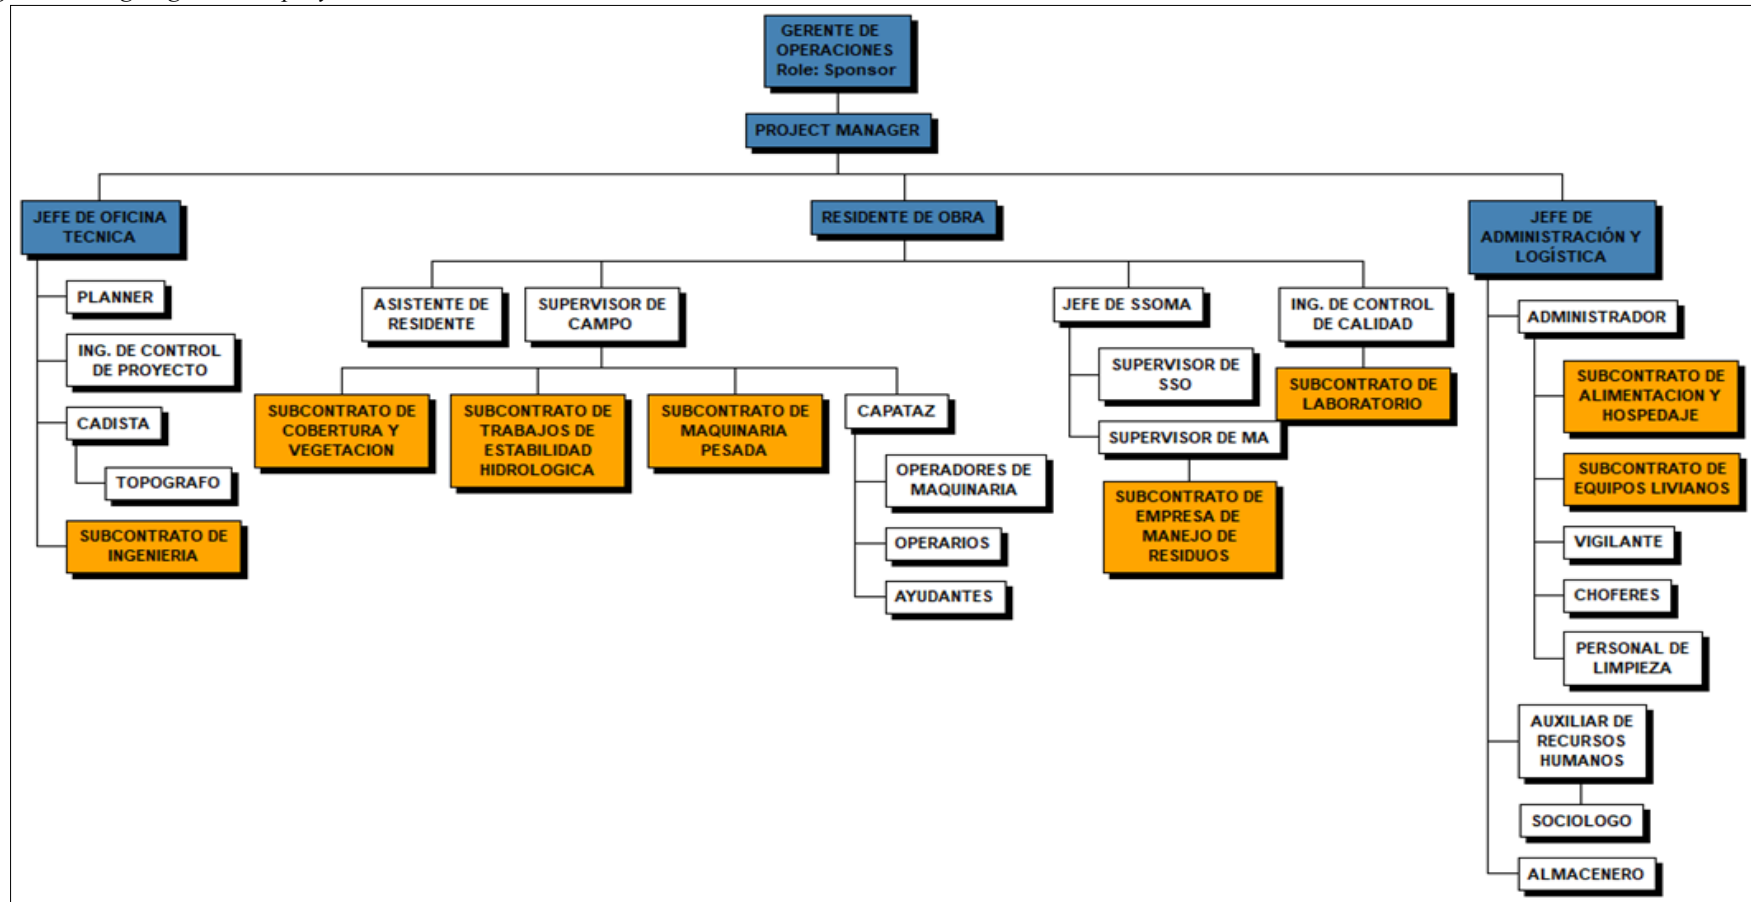 GERENTE DE
OPERACIONES
Role: Sponsor
PROJECT MANAGER
JEFE DE OFICINA
TECNICA
RESIDENTE DE OBRA
JEFE DE
ADMINISTRACIÓN Y
LOGÍSTICA
PLANNER
ING. DE CONTROL
DE PROYECTO
CADISTA
TOPOGRAFO
SUBCONTRATO DE
INGENIERIA
ASISTENTE DE
RESIDENTE
SUPERVISOR DE
CAMPO
SUBCONTRATO DE
COBERTURA Y
VEGETACION
SUBCONTRATO DE
TRABAJOS DE
ESTABILIDAD
HIDROLOGICA
SUBCONTRATO DE
MAQUINARIA
PESADA
CAPATAZ
OPERADORES DE
MAQUINARIA
OPERARIOS
AYUDANTES
JEFE DE SSOMA
SUPERVISOR DE
SSO
SUPERVISOR DE MA
SUBCONTRATO DE
EMPRESA DE
MANEJO DE
RESIDUOS
ING. DE CONTROL
DE CALIDAD
SUBCONTRATO DE
LABORATORIO
ADMINISTRADOR
SUBCONTRATO DE
ALIMENTACION Y
HOSPEDAJE
SUBCONTRATO DE
EQUIPOS LIVIANOS
VIGILANTE
CHOFERES
PERSONAL DE
LIMPIEZA
AUXILIAR DE
RECURSOS
HUMANOS
SOCIOLOGO
ALMACENERO